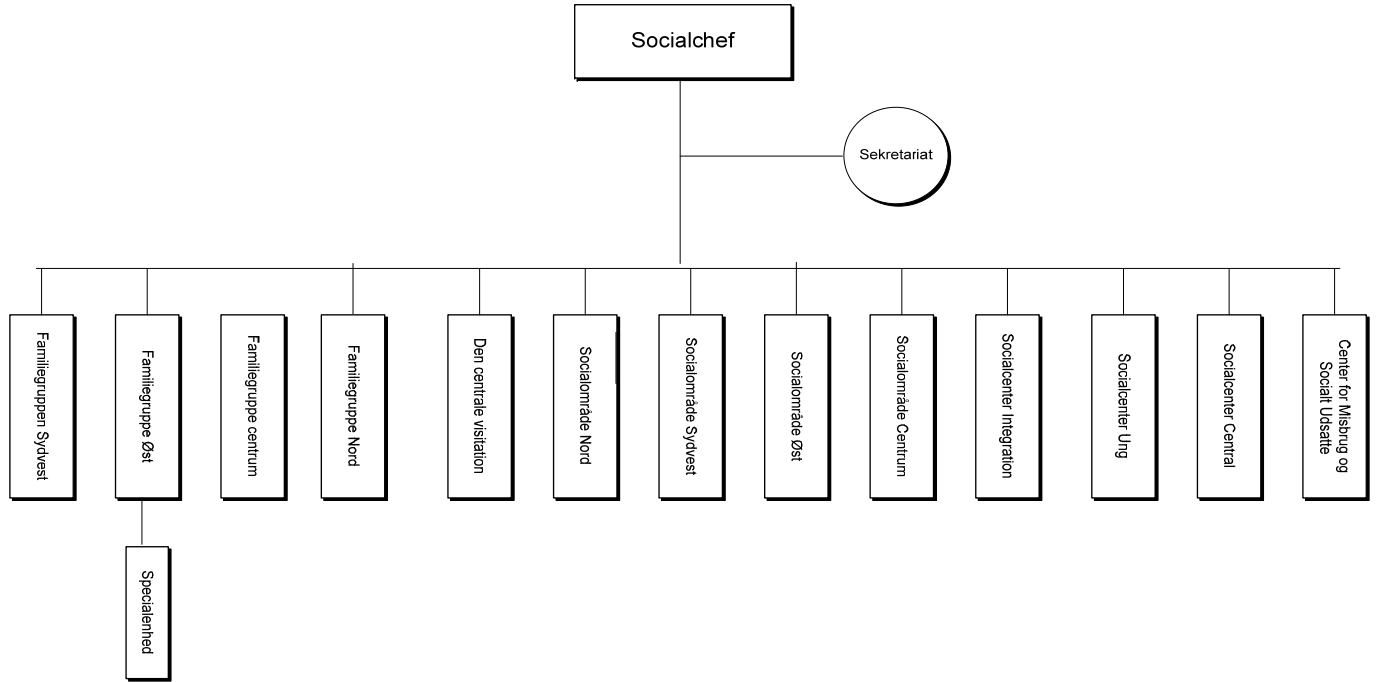 Socialchef
Sekretariat
Familiegruppen Sydvest
Familiegruppe Øst
Familiegruppe centrum
Familiegruppe Nord
Den centrale visitation
Socialområde Nord
Socialområde Sydvest
Socialområde Øst
Socialområde Centrum
Socialcenter Integration
Socialcenter Ung
Socialcenter Central
Center for Misbrug og
Socialt Udsatte
Specialenhed